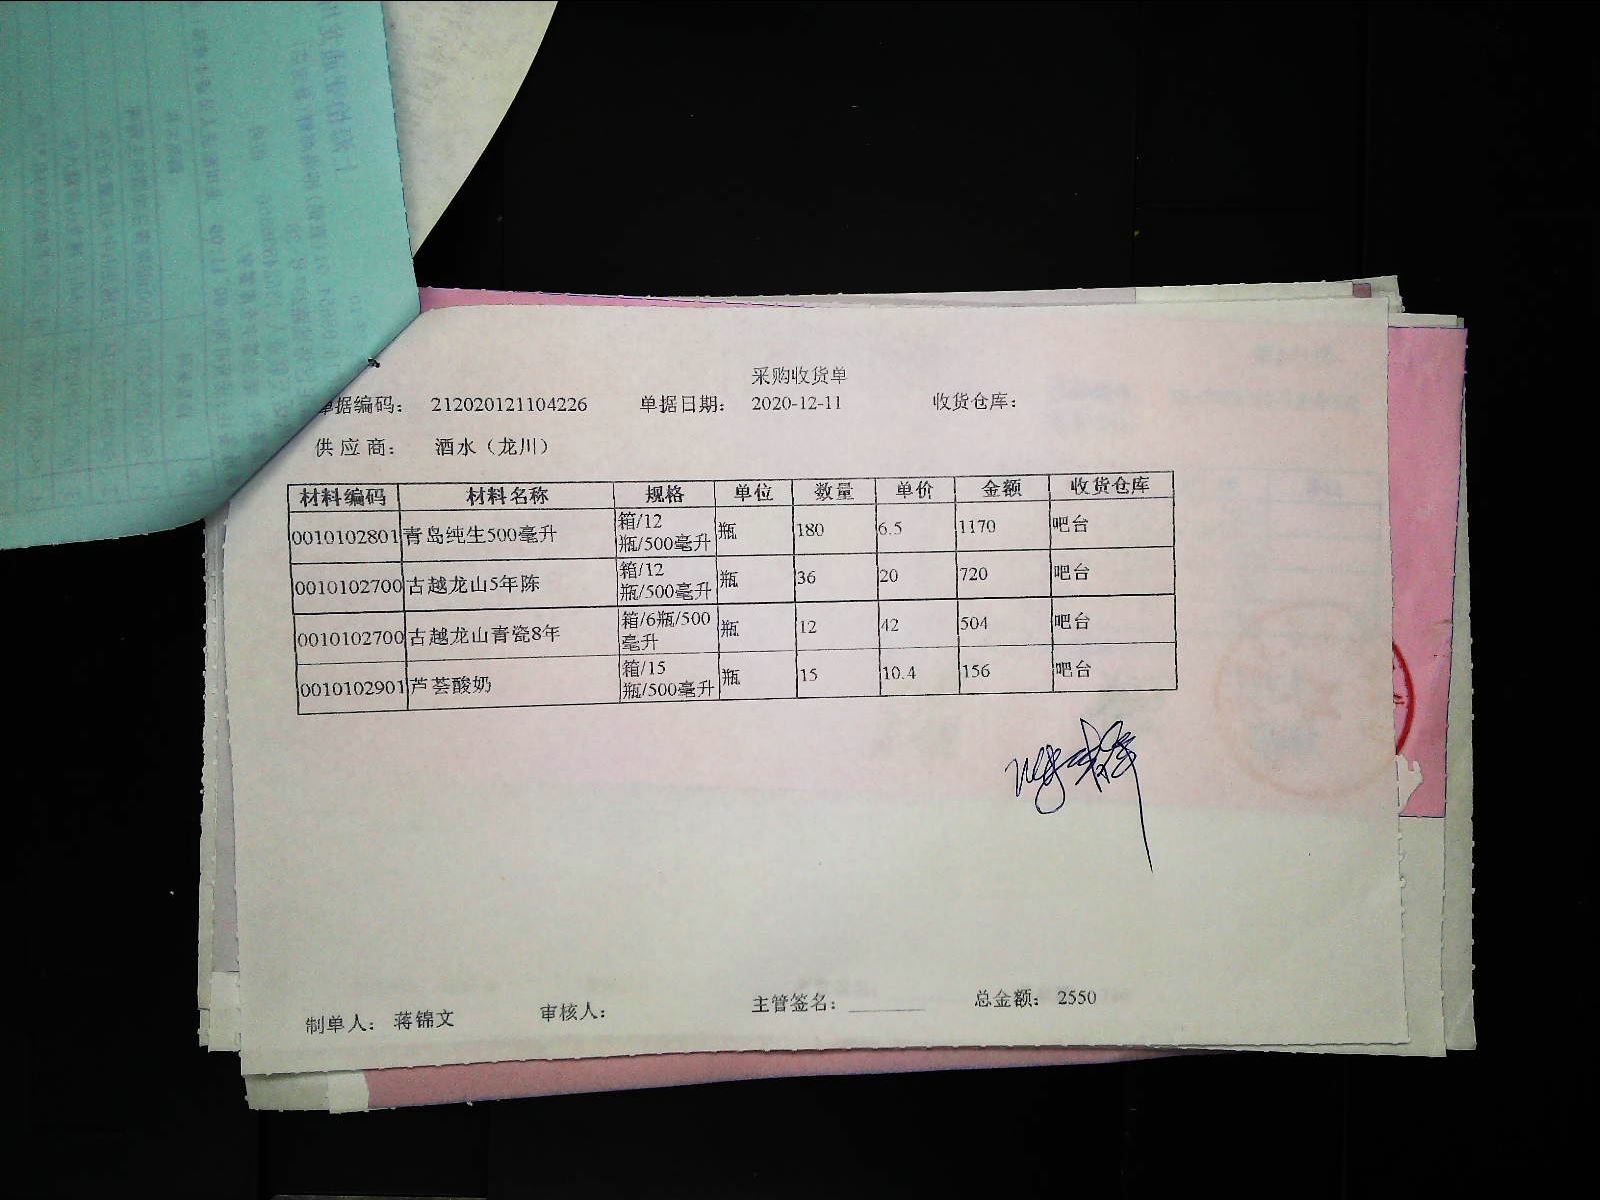 采购收货单
单据编码： 212020121104226 单据日期： 2020-12-11 收货仓库：
供应商： 酒水（龙川）
材料编码 材料名称 规格 单位 数量 单价 金额 收货仓库
0010102801 青岛纯生500毫升 箱/12瓶/500毫升 瓶 180 6.5 1170 吧台
0010102700 古越龙山5年陈 箱/12瓶/500毫升 瓶 36 20 720 吧台
0010102700 古越龙山青瓷8年 箱/6瓶/500毫升 瓶 12 42 504 吧台
0010102901 芦荟酸奶 箱/15瓶/500毫升 瓶 15 10.4 156 吧台
制单人： 蒋锦文 审核人： 主管签名： 总金额： 2550